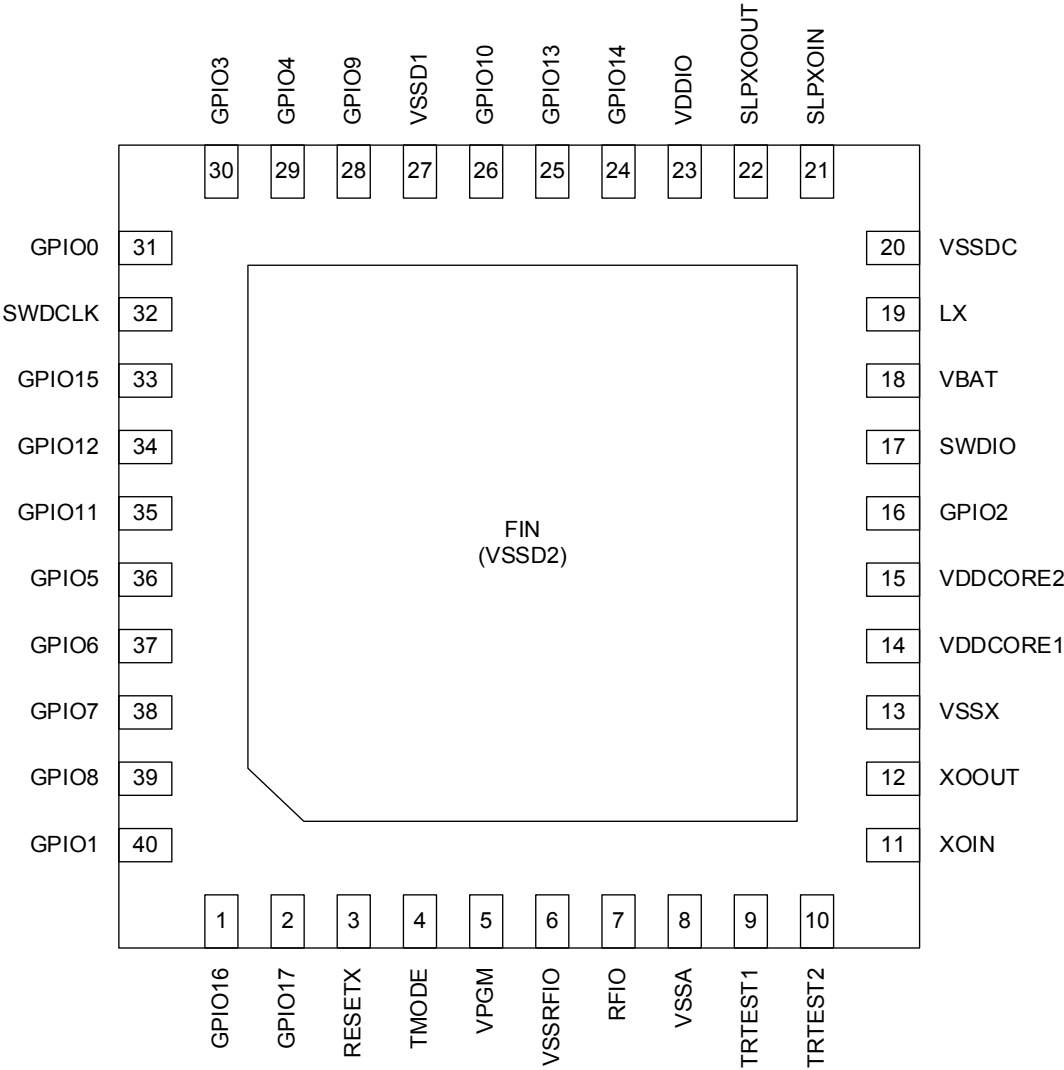 GPIO3
GPIO4
GPIO9
VSSD1
GPIO10
GPIO13
GPIO14
VDDIO
SLPXOOUT
SLPXOIN
30
29
28
27
26
25
24
23
22
21
GPIO0 31
20 VSSDC
SWDCLK 32
19 LX
GPIO15 33
18 VBAT
GPIO12 34
17 SWDIO
GPIO11 35
16 GPIO2
FIN
(VSSD2)
GPIO5 36
15 VDDCORE2
GPIO6 37
14 VDDCORE1
GPIO7 38
13 VSSX
GPIO8 39
12 XOOUT
GPIO1 40
11 XOIN
1
2
3
4
5
6
7
8
9
10
GPIO16
GPIO17
RESETX
TMODE
VPGM
VSSRFIO
RFIO
VSSA
TRTEST1
TRTEST2